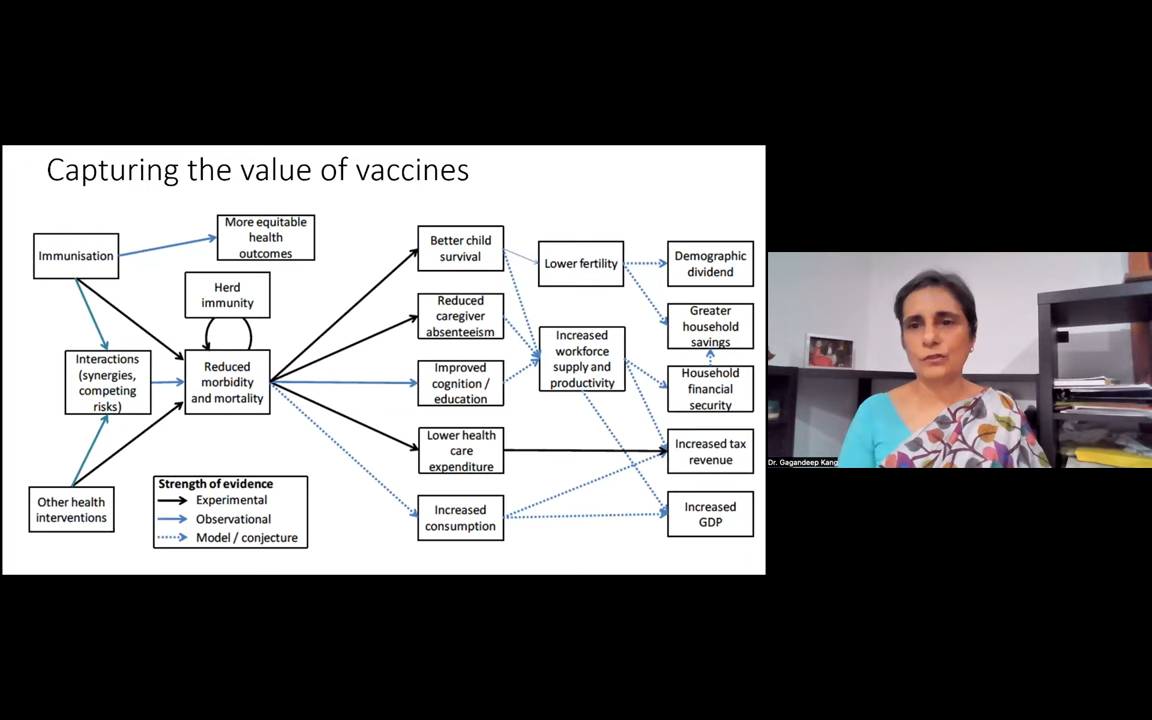 Capturing the value of vaccines
Immunisation
More equitable
health
outcomes
Herd
immunity
Interactions
(synergies,
competing
risks)
Reduced
morbidity
and mortality
Other health
interventions
Strength of evidence
Experimental
Observational
Model / conjecture
Better child
survival
Reduced
caregiver
absenteeism
Improved
cognition /
education
Lower health
care
expenditure
Increased
consumption
Lower fertility
Increased
workforce
supply and
productivity
Demographic
dividend
Greater
household
savings
Household
financial
security
Increased tax
revenue
Increased
GDP
Dr. Gagandeep Kang